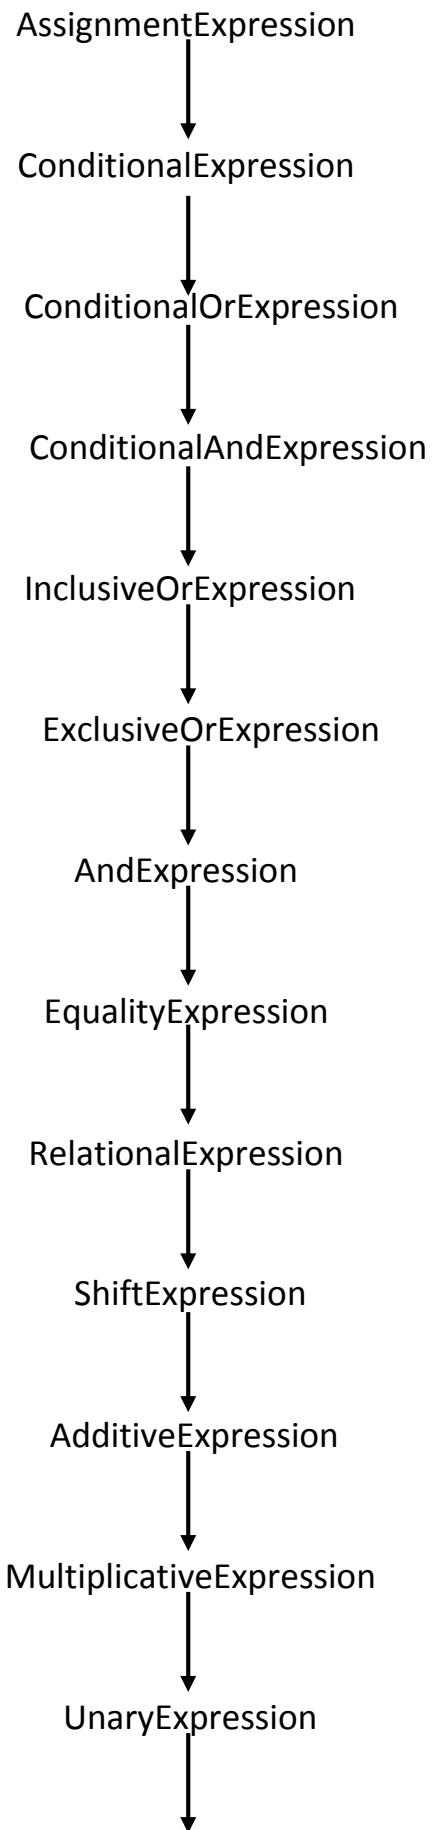 AssignmentExpression
ConditionalExpression
ConditionalOrExpression
ConditionalAndExpression
InclusiveOrExpression
ExclusiveOrExpression
AndExpression
EqualityExpression
RelationalExpression
ShiftExpression
AdditiveExpression
MultiplicativeExpression
UnaryExpression